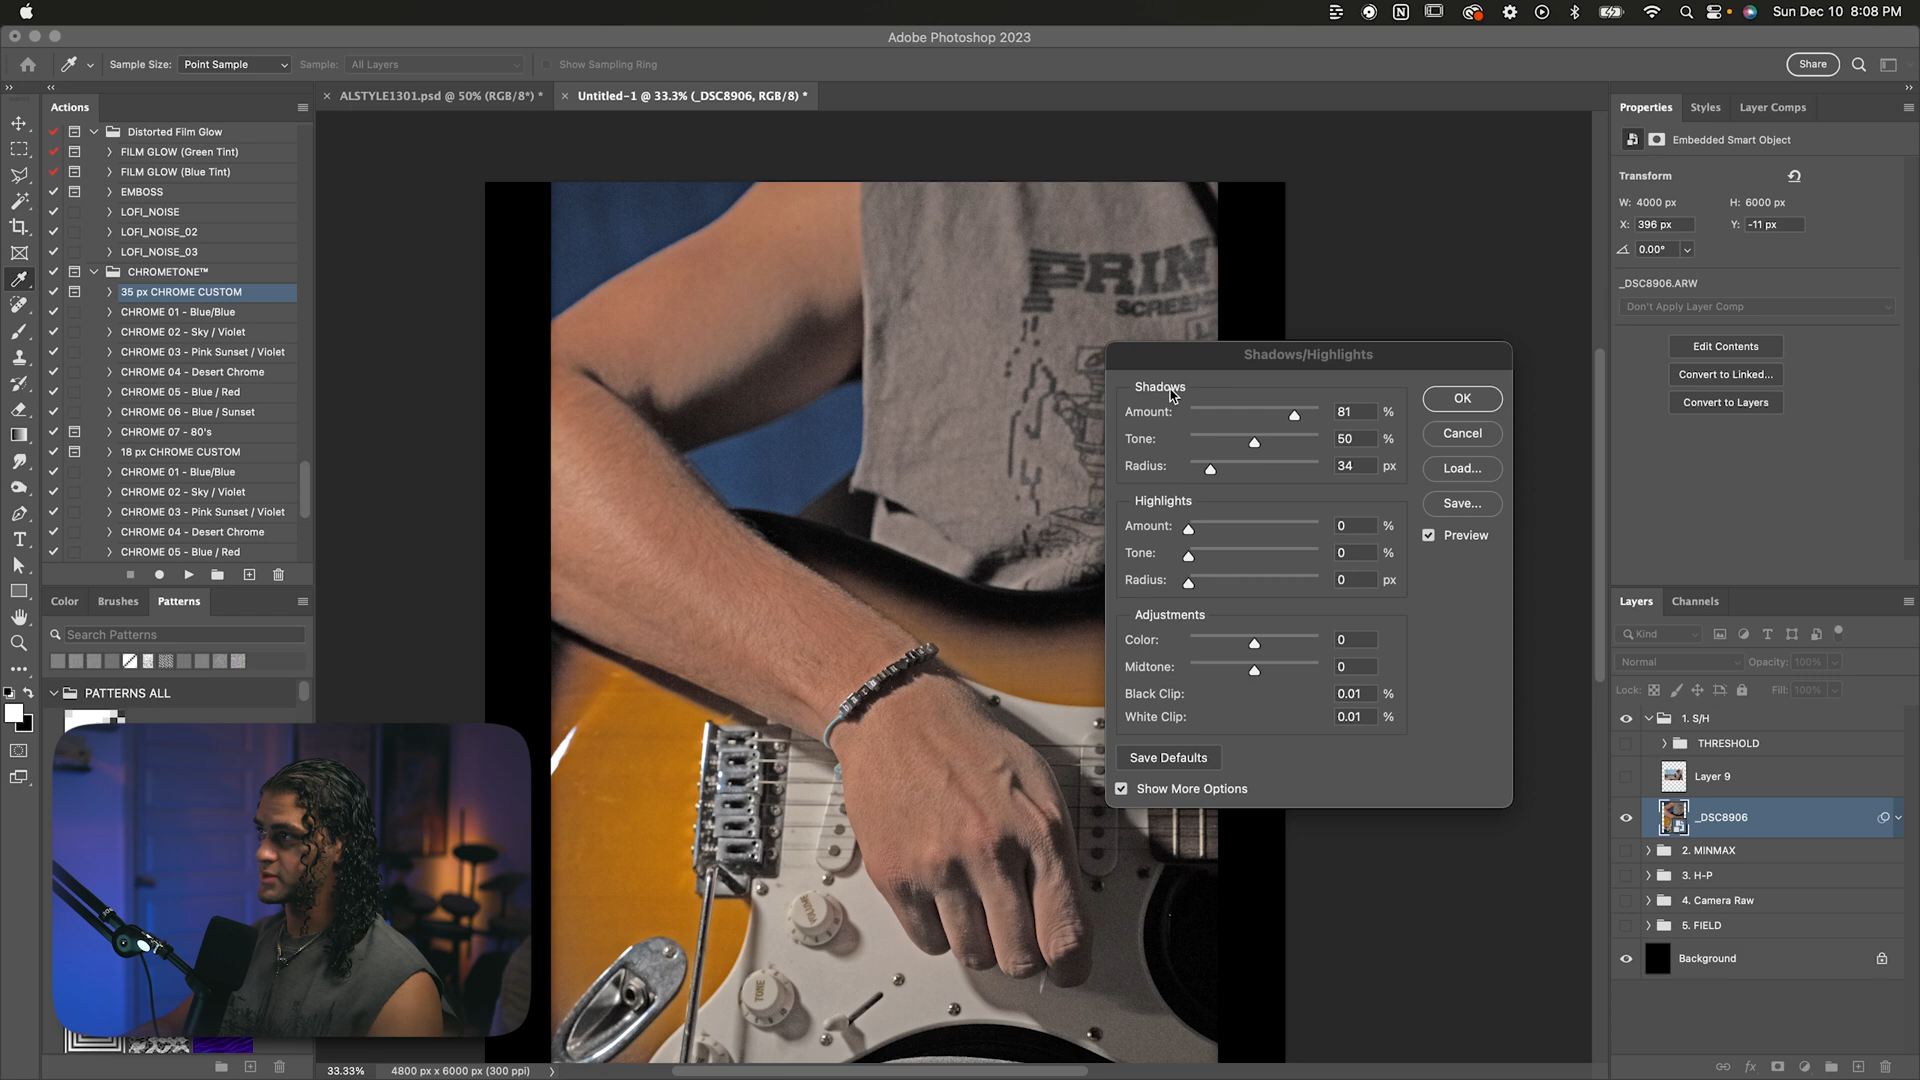 Sun Dec 10 8:08 PM
Adobe Photoshop 2023
Sample Size: Point Sample
Sample: All Layers
Show Sampling Ring
Share
Actions
Distorted Film Glow
FILM GLOW (Green Tint)
FILM GLOW (Blue Tint)
EMBOSS
LOFI_NOISE
LOFI_NOISE_02
LOFI_NOISE_03
CHROMETONE™
35 px CHROME CUSTOM
CHROME 01 - Blue/Blue
CHROME 02 - Sky / Violet
CHROME 03 - Pink Sunset / Violet
CHROME 04 - Desert Chrome
CHROME 05 - Blue / Red
CHROME 06 - Blue / Sunset
CHROME 07 - 80's
18 px CHROME CUSTOM
CHROME 01 - Blue/Blue
CHROME 02 - Sky / Violet
CHROME 03 - Pink Sunset / Violet
CHROME 04 - Desert Chrome
CHROME 05 - Blue / Red
Color Brushes Patterns
Search Patterns
PATTERNS ALL
ALSTYLE1301.psd @ 50% (RGB/8*) *
Untitled-1 @ 33.3% (_DSC8906, RGB/8) *
PRIN
SCREEN
VOLUME
TONE
33.33% 4800 px x 6000 px (300 ppi)
Shadows/Highlights
Shadows
Amount: 81 %
Tone: 50 %
Radius: 34 px
Highlights
Amount: 0 %
Tone: 0 %
Radius: 0 px
Adjustments
Color: 0
Midtone: 0
Black Clip: 0.01 %
White Clip: 0.01 %
Save Defaults
Show More Options
OK
Cancel
Load...
Save...
Preview
Properties Styles Layer Comps
Embedded Smart Object
Transform
W: 4000 px H: 6000 px
X: 396 px Y: -11 px
0.00°
_DSC8906.ARW
Don't Apply Layer Comp
Edit Contents
Convert to Linked...
Convert to Layers
Layers Channels
Kind
Normal Opacity: 100%
Lock: Fill: 100%
1. S/H
THRESHOLD
Layer 9
_DSC8906
2. MINMAX
3. H-P
4. Camera Raw
5. FIELD
Background